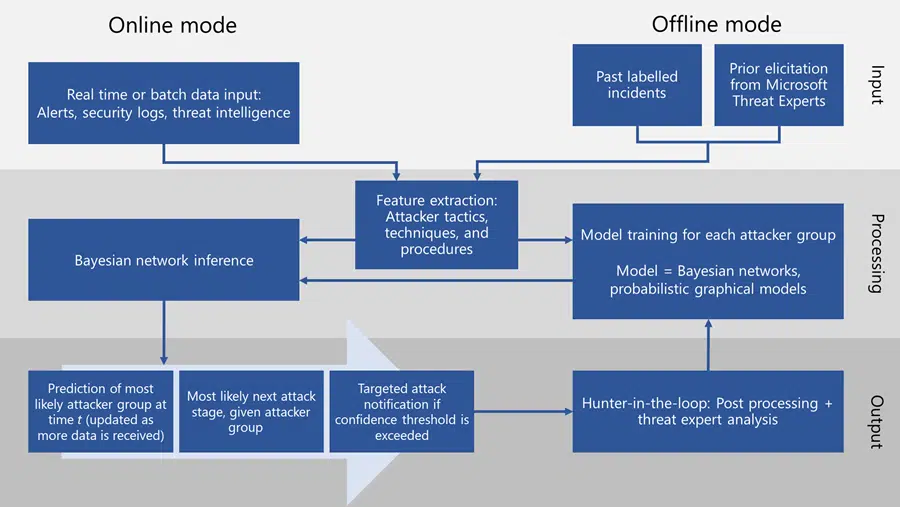 Online mode
Offline mode
Real time or batch data input:
Alerts, security logs, threat intelligence
Past labelled
incidents
Prior elicitation
from Microsoft
Threat Experts
Input
Feature extraction:
Attacker tactics,
techniques, and
procedures
Bayesian network inference
Model training for each attacker group
Model = Bayesian networks,
probabilistic graphical models
Processing
Prediction of most
likely attacker group at
time t (updated as
more data is received)
Most likely next attack
stage, given attacker
group
Targeted attack
notification if
confidence threshold is
exceeded
Hunter-in-the-loop: Post processing +
threat expert analysis
Output